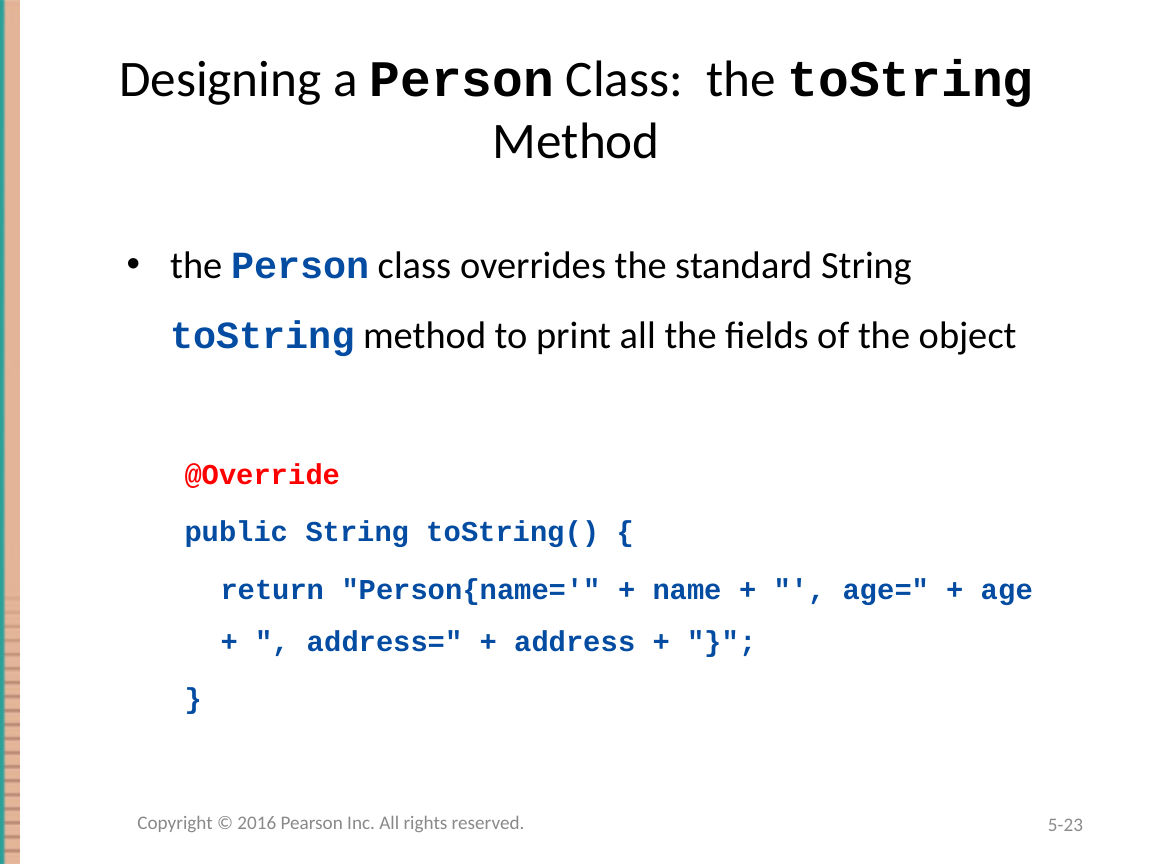 Designing a Person Class:  the toString
Method
• the Person class overrides the standard String
toString method to print all the fields of the object
@Override
public String toString() {
return "Person{name='" + name + "', age=" + age
+ ", address=" + address + "}";
}
Copyright © 2016 Pearson Inc. All rights reserved.
5-23